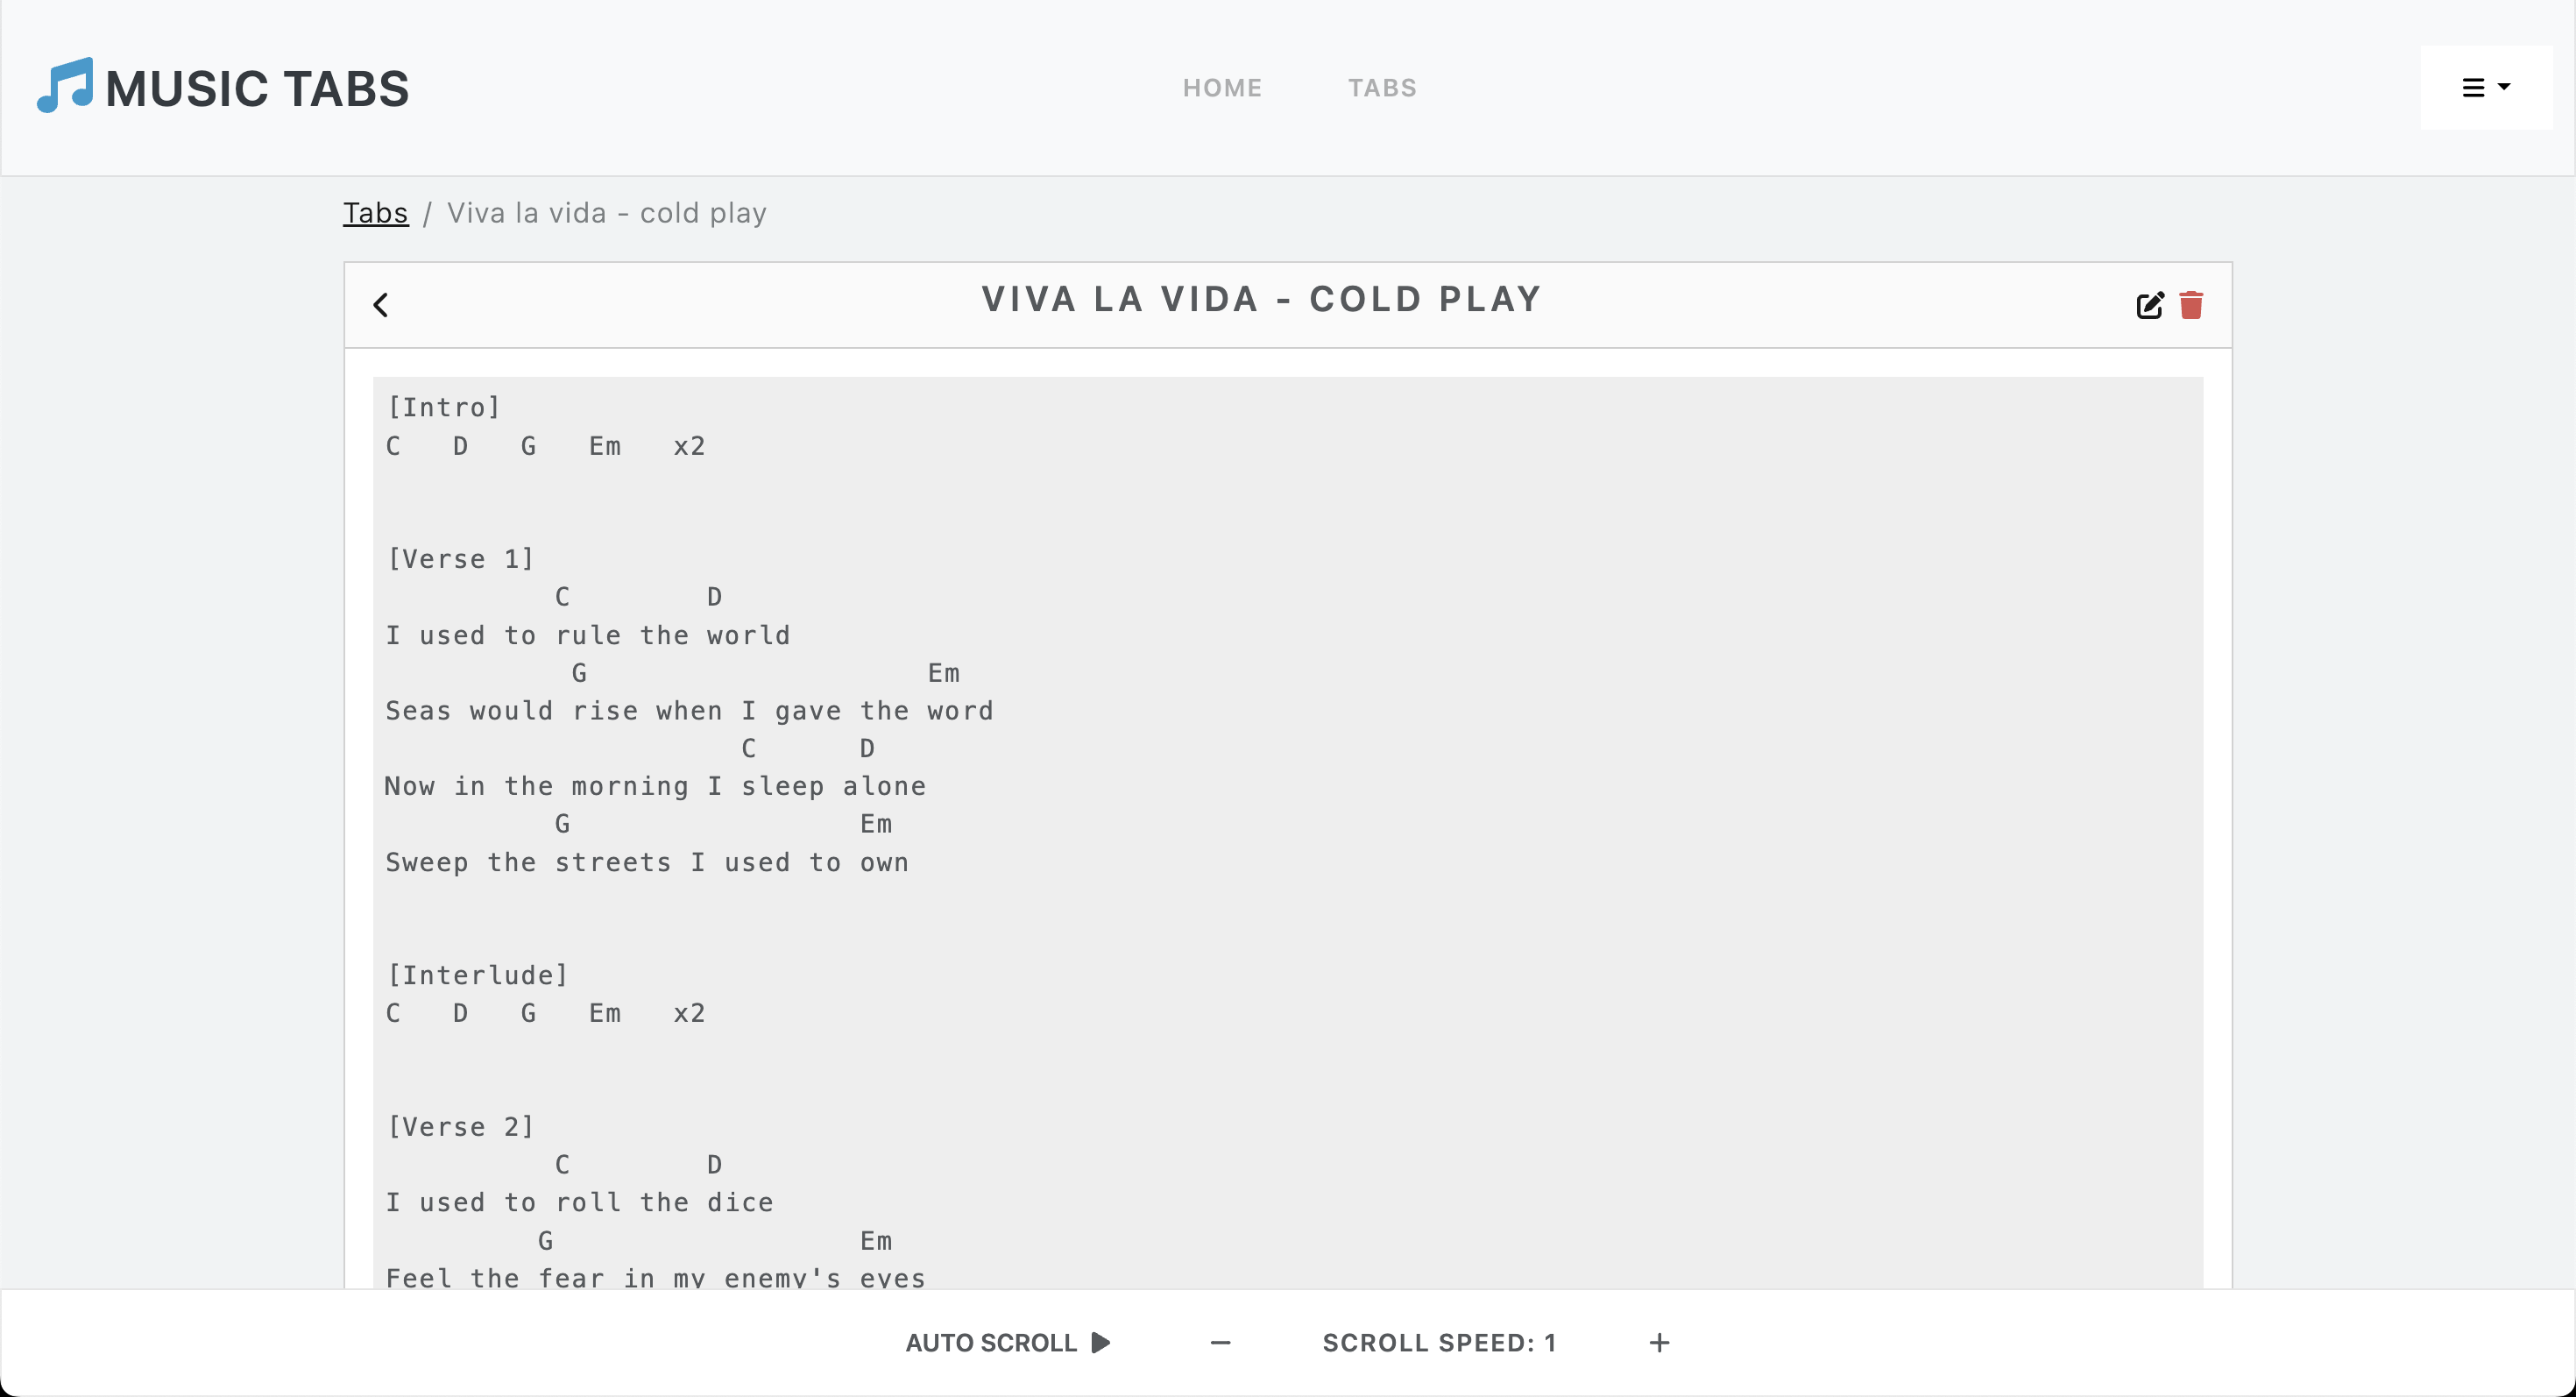 MUSIC TABS
HOME TABS
Tabs / Viva la vida - cold play
VIVA LA VIDA - COLD PLAY
[Intro]
C   D   G   Em   x2
[Verse 1]
          C        D
I used to rule the world
           G                    Em
Seas would rise when I gave the word
                     C      D
Now in the morning I sleep alone
          G                 Em
Sweep the streets I used to own
[Interlude]
C   D   G   Em   x2
[Verse 2]
          C        D
I used to roll the dice
         G                  Em
Feel the fear in my enemy's eyes
AUTO SCROLL − SCROLL SPEED: 1 +